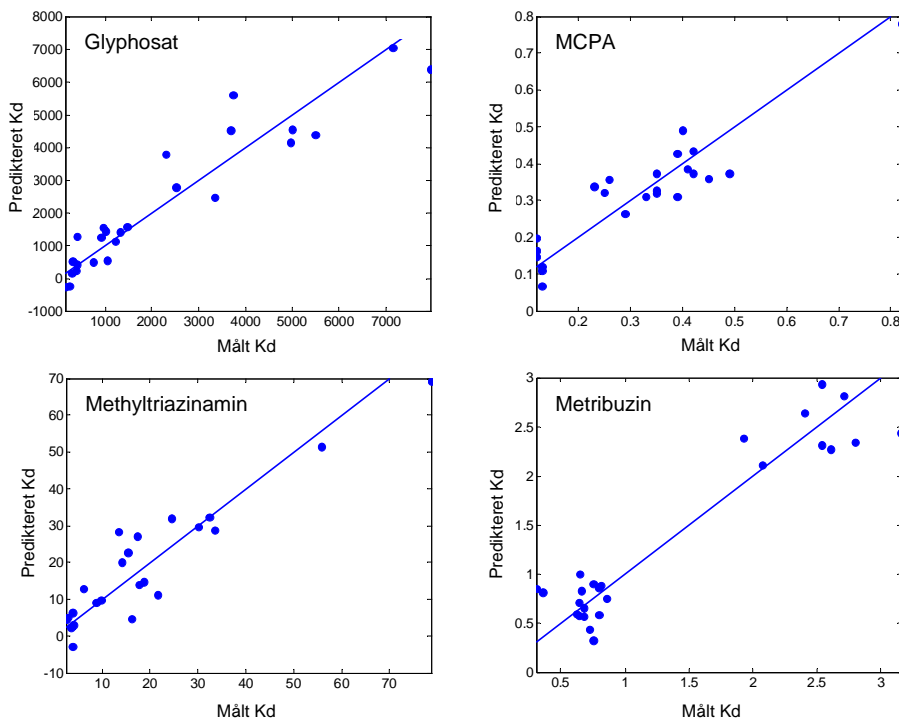 Glyphosat
8000
7000
6000
5000
4000
3000
2000
1000
0
-1000
1000 2000 3000 4000 5000 6000 7000
Predikteret Kd
Målt Kd
MCPA
0.8
0.7
0.6
0.5
0.4
0.3
0.2
0.1
0
0.2 0.3 0.4 0.5 0.6 0.7 0.8
Predikteret Kd
Målt Kd
Methyltriazinamin
70
60
50
40
30
20
10
0
-10
10 20 30 40 50 60 70
Predikteret Kd
Målt Kd
Metribuzin
3
2.5
2
1.5
1
0.5
0
0.5 1 1.5 2 2.5 3
Predikteret Kd
Målt Kd